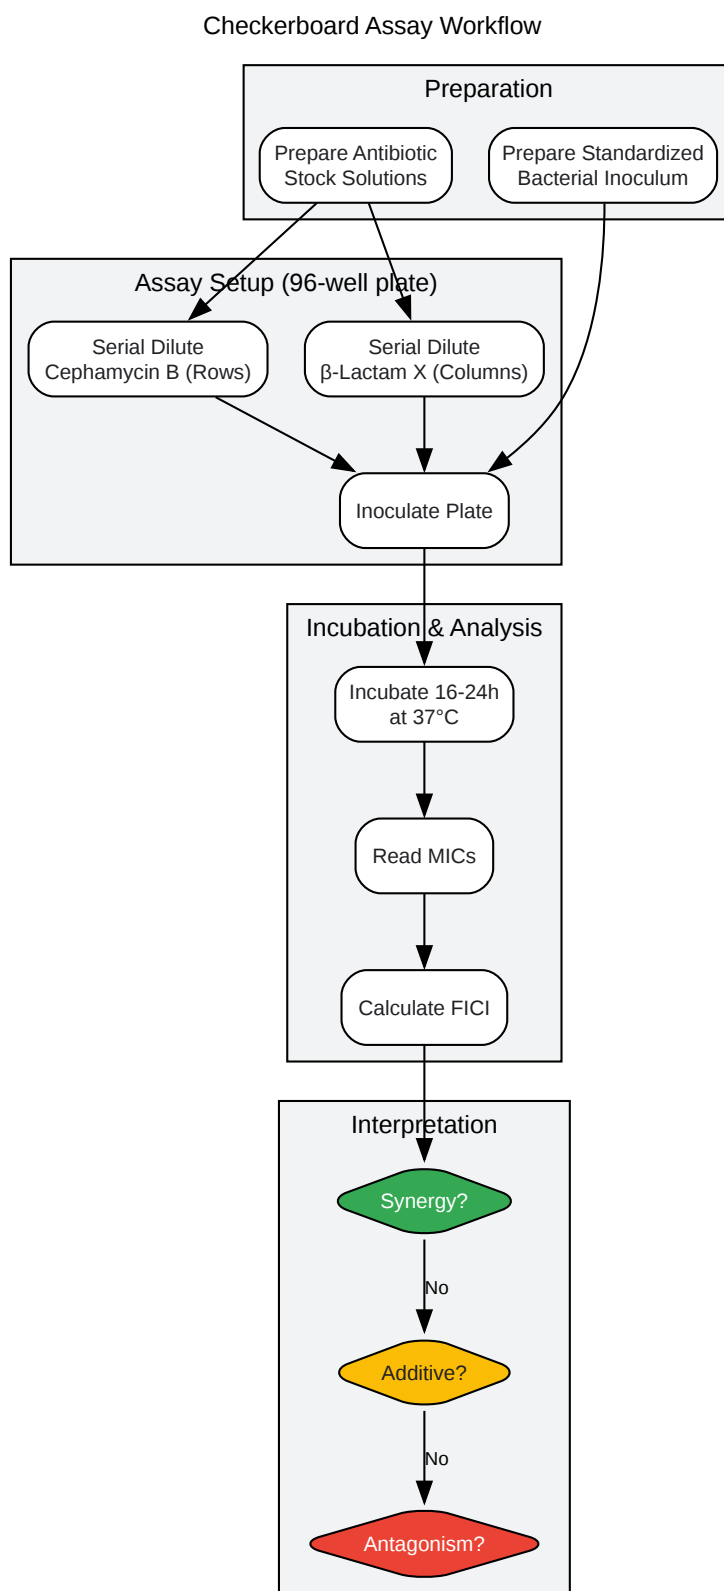 Checkerboard Assay Workflow
Preparation
Prepare Antibiotic
Stock Solutions
Prepare Standardized
Bacterial Inoculum
Assay Setup (96-well plate)
Serial Dilute
Cephamycin B (Rows)
Serial Dilute
β-Lactam X (Columns)
Inoculate Plate
Incubation & Analysis
Incubate 16-24h
at 37°C
Read MICs
Calculate FICI
Interpretation
Synergy?
No
Additive?
No
Antagonism?